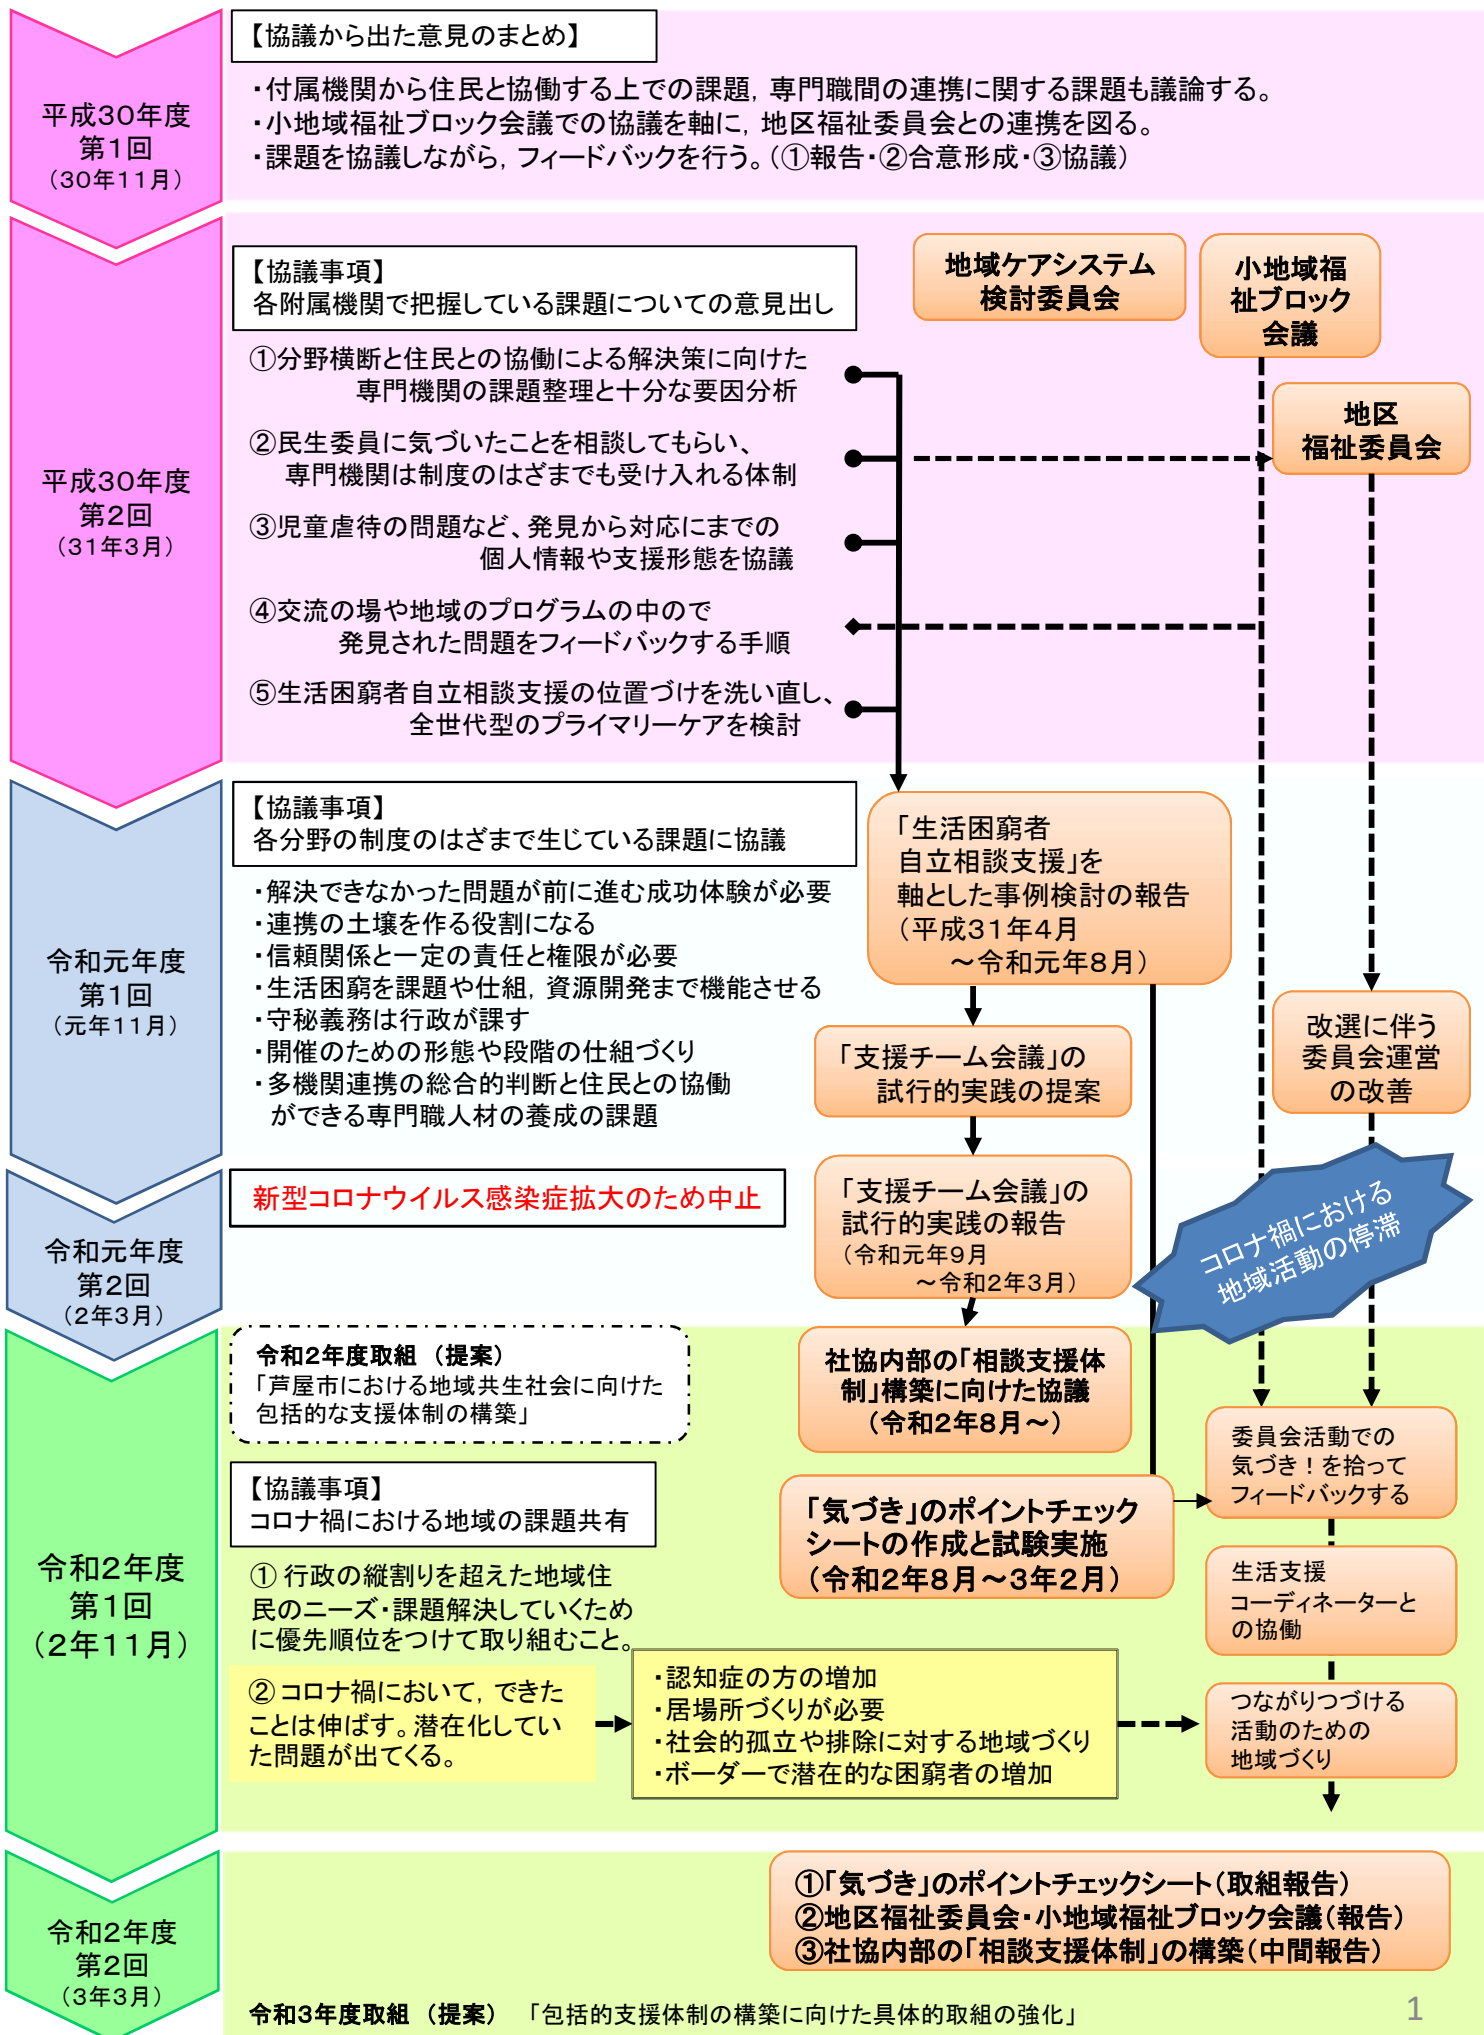 平成30年度
第1回
（30年11月）
【協議から出た意見のまとめ】
・付属機関から住民と協働する上での課題，専門職間の連携に関する課題も議論する。
・小地域福祉ブロック会議での協議を軸に，地区福祉委員会との連携を図る。
・課題を協議しながら，フィードバックを行う。（①報告・②合意形成・③協議）
平成30年度
第2回
（31年3月）
【協議事項】
各附属機関で把握している課題についての意見出し
①分野横断と住民との協働による解決策に向けた
専門機関の課題整理と十分な要因分析
②民生委員に気づいたことを相談してもらい、
専門機関は制度のはざまでも受け入れる体制
③児童虐待の問題など、発見から対応にまでの
個人情報や支援形態を協議
④交流の場や地域のプログラムの中ので
発見された問題をフィードバックする手順
⑤生活困窮者自立相談支援の位置づけを洗い直し、
全世代型のプライマリーケアを検討
地域ケアシステム
検討委員会
小地域福
祉ブロック
会議
地区
福祉委員会
令和元年度
第1回
（元年11月）
【協議事項】
各分野の制度のはざまで生じている課題に協議
・解決できなかった問題が前に進む成功体験が必要
・連携の土壌を作る役割になる
・信頼関係と一定の責任と権限が必要
・生活困窮を課題や仕組，資源開発まで機能させる
・守秘義務は行政が課す
・開催のための形態や段階の仕組づくり
・多機関連携の総合的判断と住民との協働
ができる専門職人材の養成の課題
「生活困窮者
自立相談支援」を
軸とした事例検討の報告
（平成31年4月
～令和元年8月）
「支援チーム会議」の
試行的実践の提案
改選に伴う
委員会運営
の改善
令和元年度
第2回
（2年3月）
新型コロナウイルス感染症拡大のため中止
「支援チーム会議」の
試行的実践の報告
（令和元年9月
～令和2年3月）
コロナ禍における
地域活動の停滞
令和2年度
第1回
（2年11月）
令和2年度取組（提案）
「芦屋市における地域共生社会に向けた
包括的な支援体制の構築」
社協内部の「相談支援体
制」構築に向けた協議
（令和2年8月～）
【協議事項】
コロナ禍における地域の課題共有
「気づき」のポイントチェック
シートの作成と試験実施
（令和2年8月～3年2月）
委員会活動での
気づき！を拾って
フィードバックする
① 行政の縦割りを超えた地域住
民のニーズ・課題解決していくため
に優先順位をつけて取り組むこと。
生活支援
コーディネーターと
の協働
② コロナ禍において，できた
ことは伸ばす。潜在化してい
た問題が出てくる。
・認知症の方の増加
・居場所づくりが必要
・社会的孤立や排除に対する地域づくり
・ボーダーで潜在的な困窮者の増加
つながりつづける
活動のための
地域づくり
令和2年度
第2回
（3年3月）
①「気づき」のポイントチェックシート（取組報告）
②地区福祉委員会・小地域福祉ブロック会議（報告）
③社協内部の「相談支援体制」の構築（中間報告）
令和3年度取組（提案） 「包括的支援体制の構築に向けた具体的取組の強化」
1